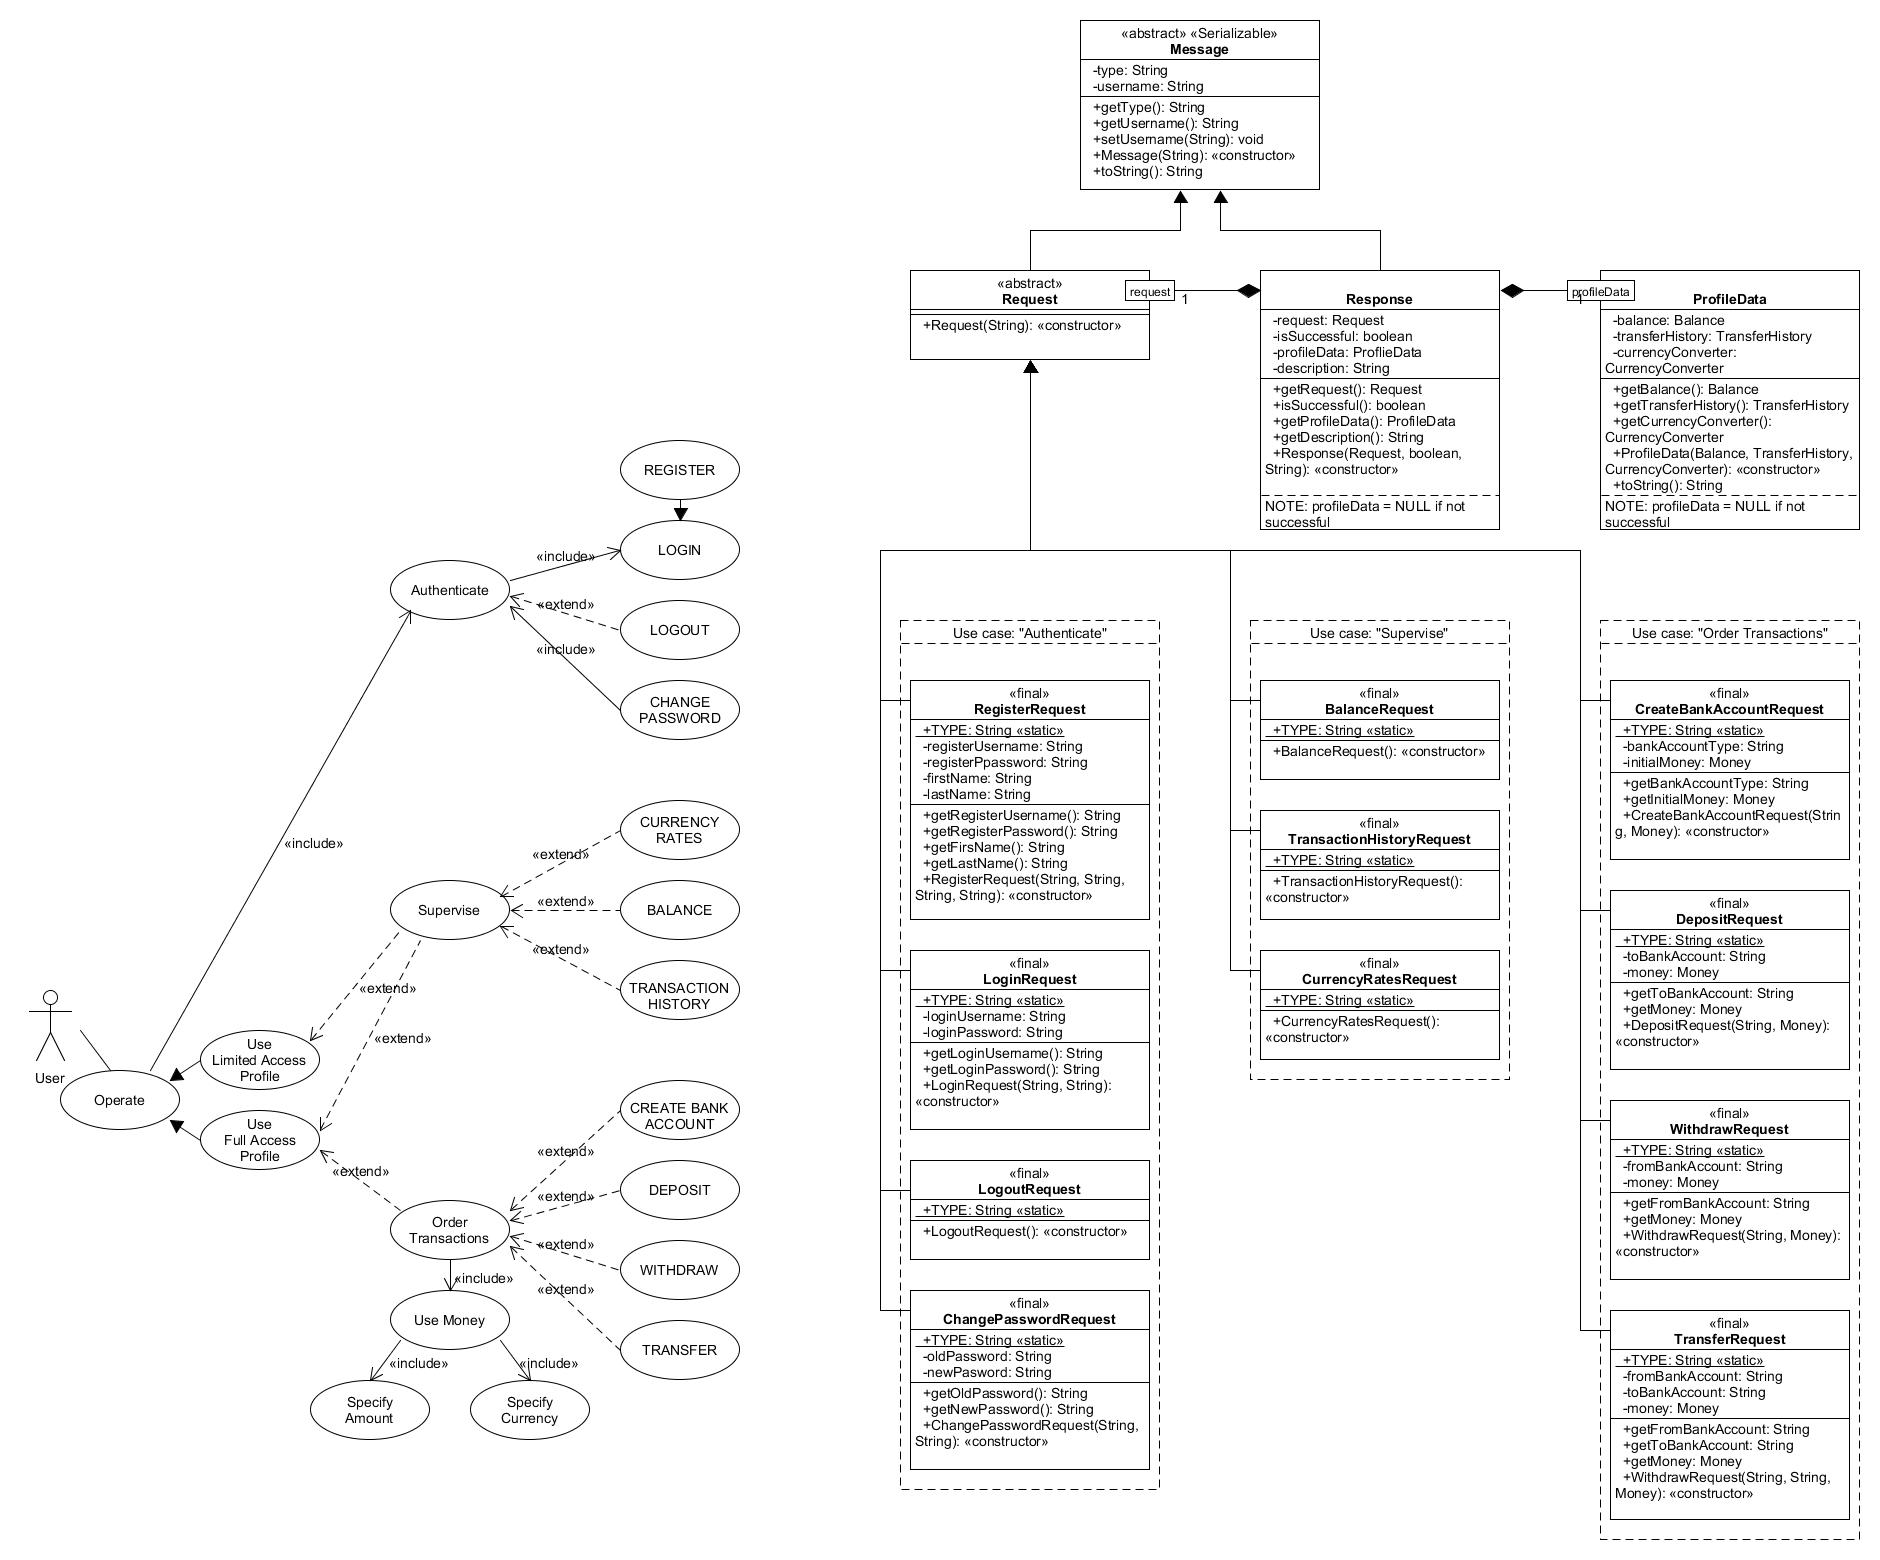 REGISTER
LOGIN
«include»
Authenticate
«extend»
LOGOUT
«include»
CHANGE
PASSWORD
«include»
CURRENCY
RATES
«extend»
Supervise
«extend»
BALANCE
«extend»
TRANSACTION
HISTORY
«extend»
«extend»
User
Use
Limited Access
Profile
Operate
Use
Full Access
Profile
«extend»
CREATE BANK
ACCOUNT
«extend»
DEPOSIT
«extend»
Order
Transactions
«extend»
WITHDRAW
«extend»
TRANSFER
«include»
Use Money
«include»
«include»
Specify
Amount
Specify
Currency
«abstract» «Serializable»
Message
-type: String
-username: String
+getType(): String
+getUsername(): String
+setUsername(String): void
+Message(String): «constructor»
+toString(): String
«abstract»
Request
+Request(String): «constructor»
request
1
Response
-request: Request
-isSuccessful: boolean
-profileData: ProflieData
-description: String
+getRequest(): Request
+isSuccessful(): boolean
+getProfileData(): ProfileData
+getDescription(): String
+Response(Request, boolean,
String): «constructor»
NOTE: profileData = NULL if not
successful
profileData
1
ProfileData
-balance: Balance
-transferHistory: TransferHistory
-currencyConverter:
CurrencyConverter
+getBalance(): Balance
+getTransferHistory(): TransferHistory
+getCurrencyConverter():
CurrencyConverter
+ProfileData(Balance, TransferHistory,
CurrencyConverter): «constructor»
+toString(): String
NOTE: profileData = NULL if not
successful
Use case: "Authenticate"
«final»
RegisterRequest
+TYPE: String «static»
-registerUsername: String
-registerPpassword: String
-firstName: String
-lastName: String
+getRegisterUsername(): String
+getRegisterPassword(): String
+getFirsName(): String
+getLastName(): String
+RegisterRequest(String, String,
String, String): «constructor»
«final»
LoginRequest
+TYPE: String «static»
-loginUsername: String
-loginPassword: String
+getLoginUsername(): String
+getLoginPassword(): String
+LoginRequest(String, String):
«constructor»
«final»
LogoutRequest
+TYPE: String «static»
+LogoutRequest(): «constructor»
«final»
ChangePasswordRequest
+TYPE: String «static»
-oldPassword: String
-newPasword: String
+getOldPassword(): String
+getNewPassword(): String
+ChangePasswordRequest(String,
String): «constructor»
Use case: "Supervise"
«final»
BalanceRequest
+TYPE: String «static»
+BalanceRequest(): «constructor»
«final»
TransactionHistoryRequest
+TYPE: String «static»
+TransactionHistoryRequest():
«constructor»
«final»
CurrencyRatesRequest
+TYPE: String «static»
+CurrencyRatesRequest():
«constructor»
Use case: "Order Transactions"
«final»
CreateBankAccountRequest
+TYPE: String «static»
-bankAccountType: String
-initialMoney: Money
+getBankAccountType: String
+getInitialMoney: Money
+CreateBankAccountRequest(Strin
g, Money): «constructor»
«final»
DepositRequest
+TYPE: String «static»
-toBankAccount: String
-money: Money
+getToBankAccount: String
+getMoney: Money
+DepositRequest(String, Money):
«constructor»
«final»
WithdrawRequest
+TYPE: String «static»
-fromBankAccount: String
-money: Money
+getFromBankAccount: String
+getMoney: Money
+WithdrawRequest(String, Money):
«constructor»
«final»
TransferRequest
+TYPE: String «static»
-fromBankAccount: String
-toBankAccount: String
-money: Money
+getFromBankAccount: String
+getToBankAccount: String
+getMoney: Money
+WithdrawRequest(String, String,
Money): «constructor»